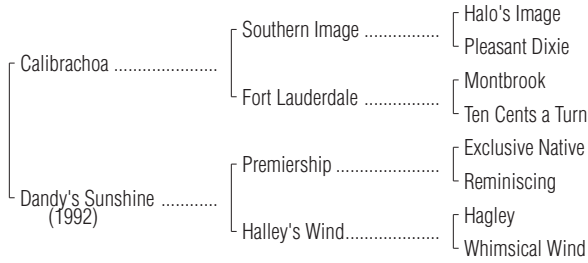 Halo's Image
Southern Image ................
Pleasant Dixie
Calibrachoa ......................
Montbrook
Fort Lauderdale ................
Ten Cents a Turn
Exclusive Native
Premiership ......................
Reminiscing
Dandy's Sunshine ............
(1992)
Hagley
Halley's Wind....................
Whimsical Wind